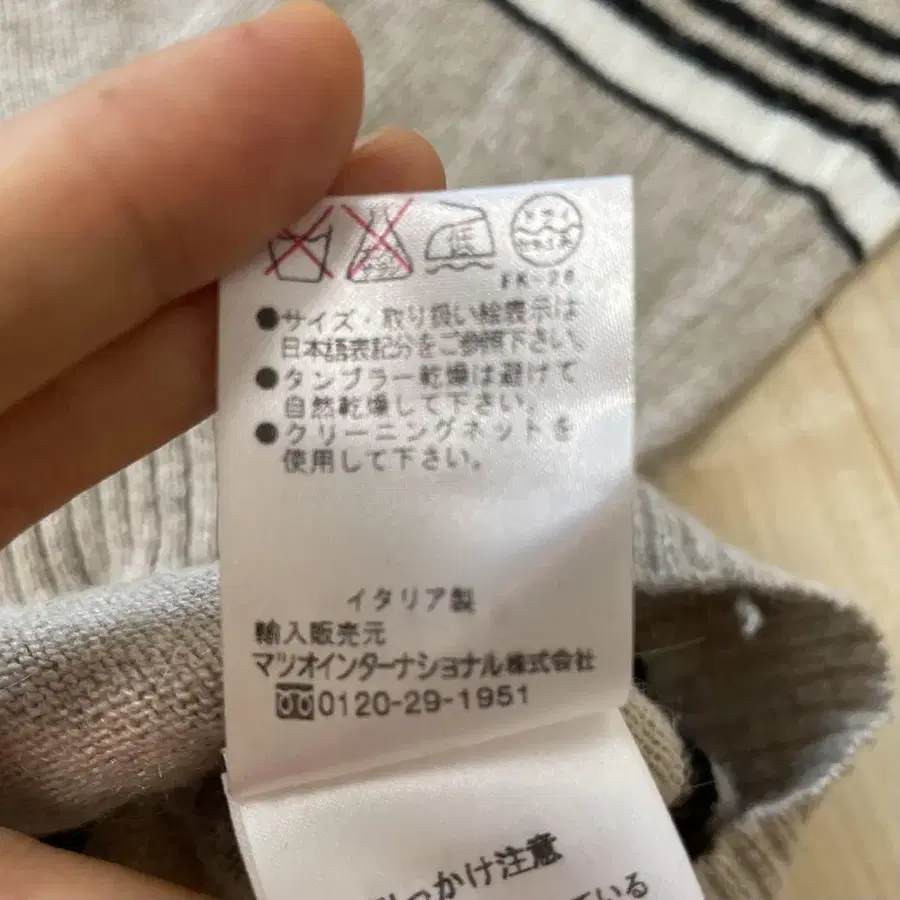 低
FK-28
●サイズ・取り扱い絵表示は
日本語表記分をご参照下さい。
●タンブラー乾燥は避けて
自然乾燥して下さい。
●クリーニングネットを
使用して下さい。
イタリア製
輸入販売元
マツオインターナショナル株式会社
0120-29-1951
っかけ注意
ている